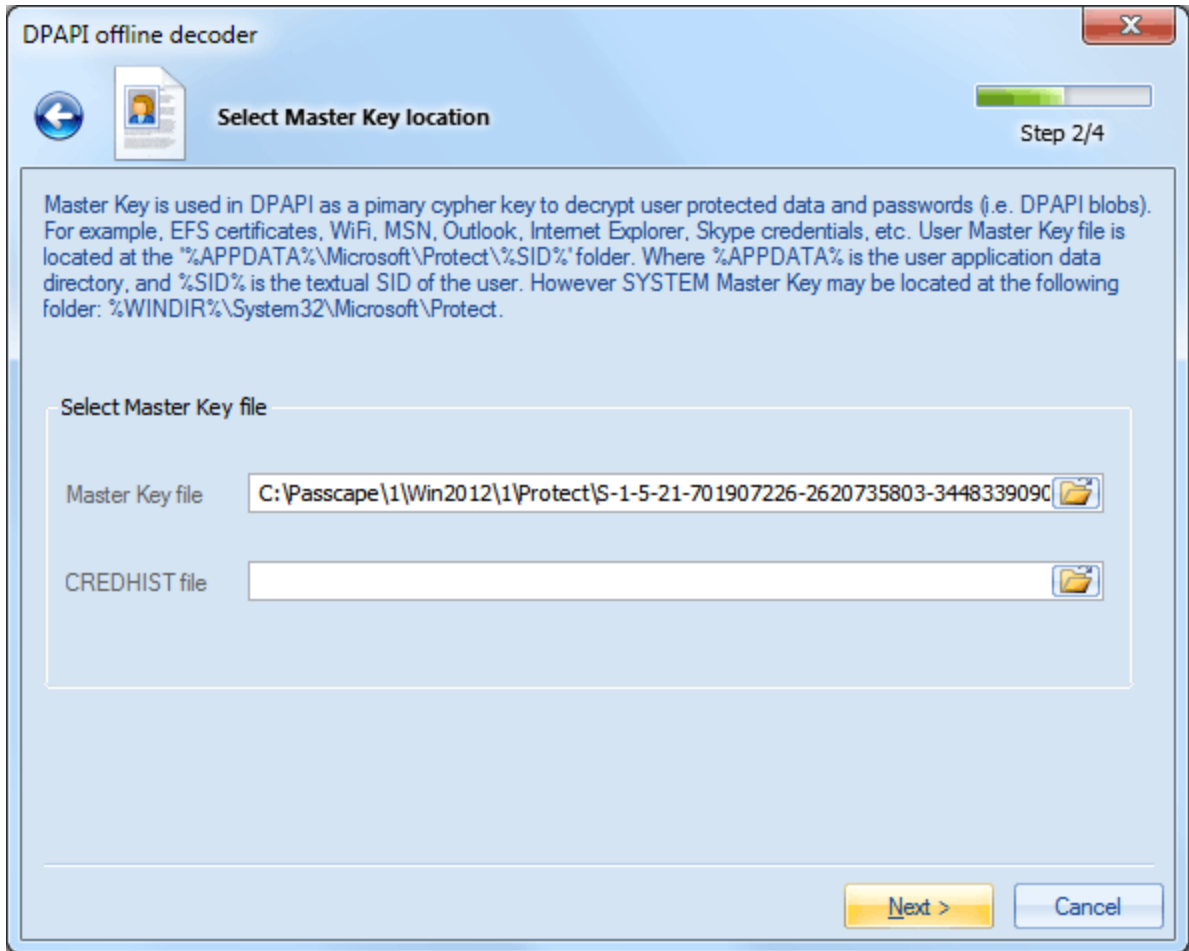 DPAPI offline decoder
Select Master Key location
Step 2/4
Master Key is used in DPAPI as a pimary cypher key to decrypt user protected data and passwords (i.e. DPAPI blobs).
For example, EFS certificates, WiFi, MSN, Outlook, Internet Explorer, Skype credentials, etc. User Master Key file is
located at the '%APPDATA%\Microsoft\Protect\%SID%' folder. Where %APPDATA% is the user application data
directory, and %SID% is the textual SID of the user. However SYSTEM Master Key may be located at the following
folder: %WINDIR%\System32\Microsoft\Protect.
Select Master Key file
Master Key file C:\Passcape\1\Win2012\1\Protect\S-1-5-21-701907226-2620735803-3448339090
CREDHIST file
Next > Cancel